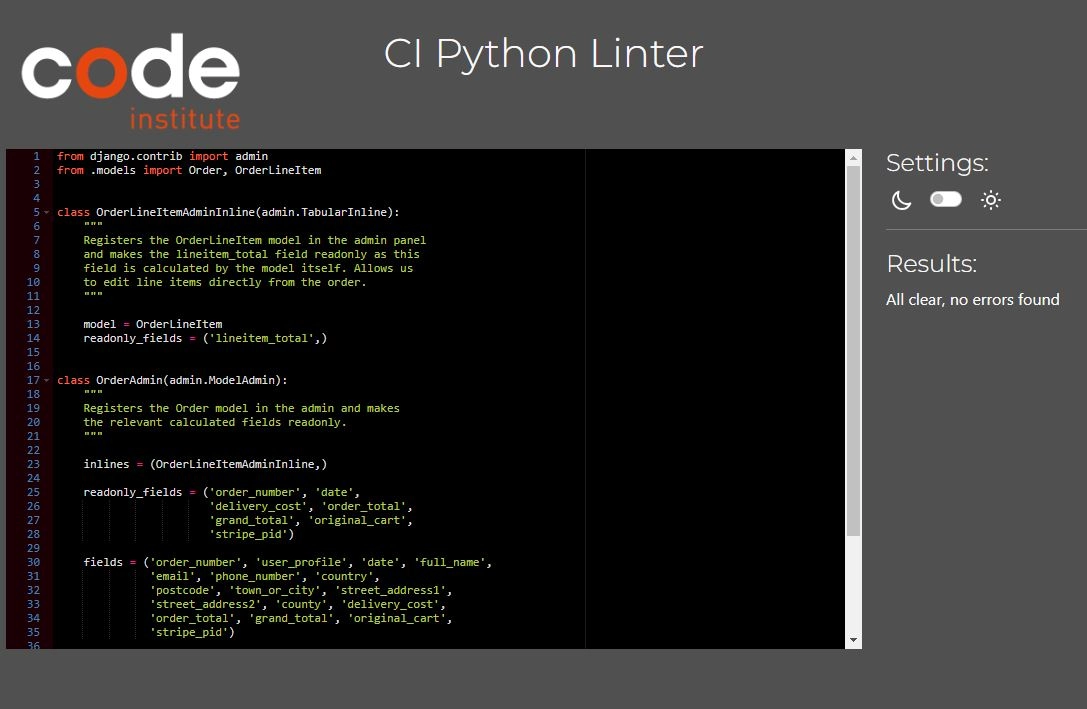 code
institute
CI Python Linter
1 from django.contrib import admin
2 from .models import Order, OrderLineItem
3
4
5 class OrderLineItemAdminInline(admin.TabularInline):
6 """
7 Registers the OrderLineItem model in the admin panel
8 and makes the lineitem_total field readonly as this
9 field is calculated by the model itself. Allows us
10 to edit line items directly from the order.
11 """
12
13 model = OrderLineItem
14 readonly_fields = ('lineitem_total',)
15
16
17 class OrderAdmin(admin.ModelAdmin):
18 """
19 Registers the Order model in the admin and makes
20 the relevant calculated fields readonly.
21 """
22
23 inlines = (OrderLineItemAdminInline,)
24
25 readonly_fields = ('order_number', 'date',
26 'delivery_cost', 'order_total',
27 'grand_total', 'original_cart',
28 'stripe_pid')
29
30 fields = ('order_number', 'user_profile', 'date', 'full_name',
31 'email', 'phone_number', 'country',
32 'postcode', 'town_or_city', 'street_address1',
33 'street_address2', 'county', 'delivery_cost',
34 'order_total', 'grand_total', 'original_cart',
35 'stripe_pid')
36
Settings:
Results:
All clear, no errors found